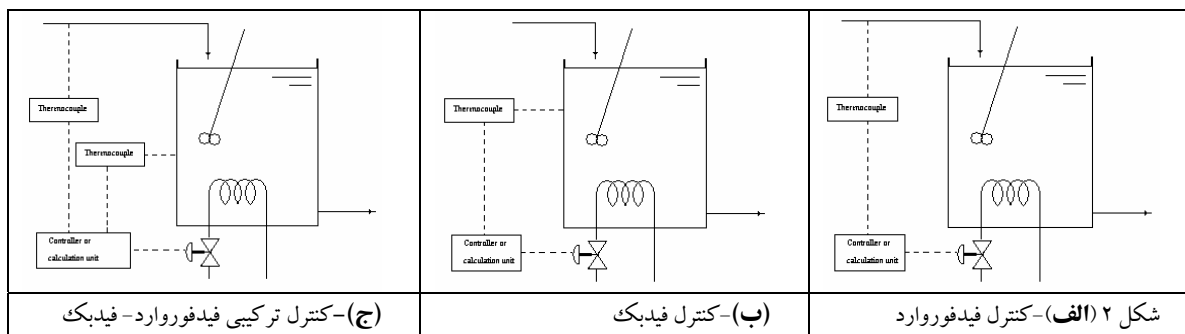 Thermocouple
Thermocouple
Controller or
calculation unit
Thermocouple
Controller or
calculation unit
Thermocouple
Controller or
calculation unit
شکل ۲ (الف)-کنترل فیدفوروارد
(ب)-کنترل فیدبک
(ج)-کنترل ترکیبی فیدفوروارد- فیدبک